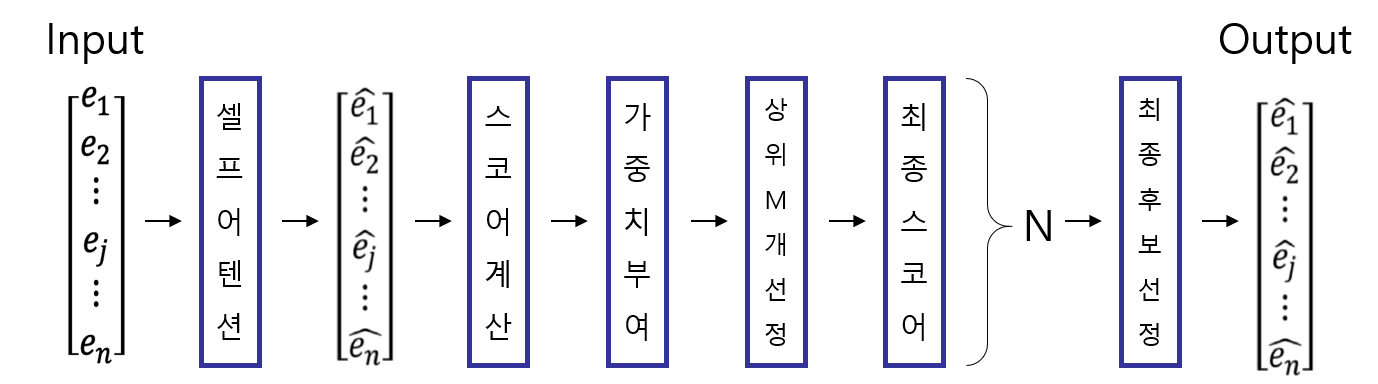 Input
Output
e₁
e₂
⋮
eⱼ
⋮
eₙ
셀프어텐션
ê₁
ê₂
⋮
êⱼ
⋮
êₙ
스코어계산
가중치부여
상위M개선정
최종스코어
N
최종후보선정
ê₁
ê₂
⋮
êⱼ
⋮
êₙ